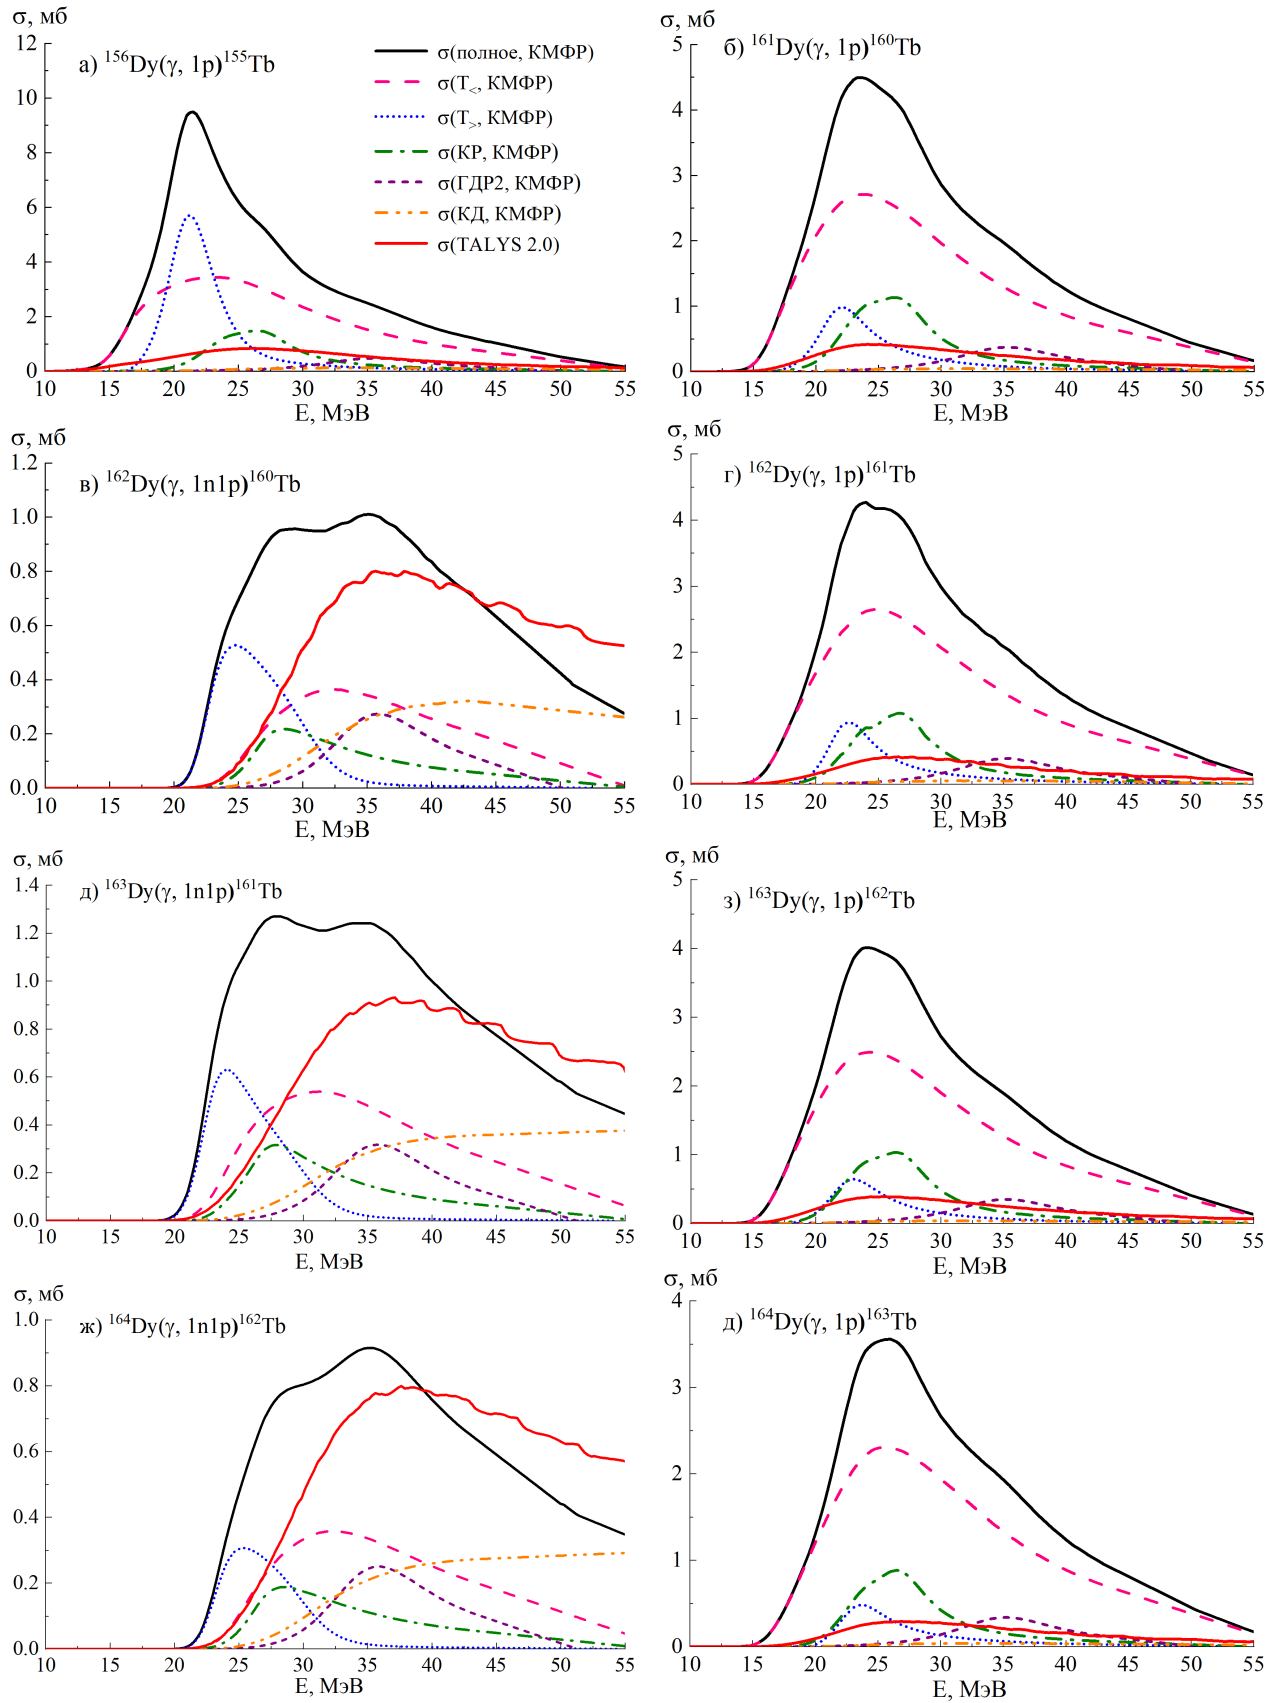 σ, мб
а) ¹⁵⁶Dy(γ, 1p)¹⁵⁵Tb
σ(полное, КМФР)
σ(T<, КМФР)
σ(T>, КМФР)
σ(КР, КМФР)
σ(ГДР2, КМФР)
σ(КД, КМФР)
σ(TALYS 2.0)
12
10
8
6
4
2
0
10 15 20 25 30 35 40 45 50 55
E, МэВ
σ, мб
б) ¹⁶¹Dy(γ, 1p)¹⁶⁰Tb
5
4
3
2
1
0
10 15 20 25 30 35 40 45 50 55
E, МэВ
σ, мб
в) ¹⁶²Dy(γ, 1n1p)¹⁶⁰Tb
1.2
1.0
0.8
0.6
0.4
0.2
0.0
10 15 20 25 30 35 40 45 50 55
E, МэВ
σ, мб
г) ¹⁶²Dy(γ, 1p)¹⁶¹Tb
5
4
3
2
1
0
10 15 20 25 30 35 40 45 50 55
E, МэВ
σ, мб
д) ¹⁶³Dy(γ, 1n1p)¹⁶¹Tb
1.4
1.2
1.0
0.8
0.6
0.4
0.2
0.0
10 15 20 25 30 35 40 45 50 55
E, МэВ
σ, мб
з) ¹⁶³Dy(γ, 1p)¹⁶²Tb
5
4
3
2
1
0
10 15 20 25 30 35 40 45 50 55
E, МэВ
σ, мб
ж) ¹⁶⁴Dy(γ, 1n1p)¹⁶²Tb
1.0
0.8
0.6
0.4
0.2
0.0
10 15 20 25 30 35 40 45 50 55
E, МэВ
σ, мб
д) ¹⁶⁴Dy(γ, 1p)¹⁶³Tb
4
3
2
1
0
10 15 20 25 30 35 40 45 50 55
E, МэВ